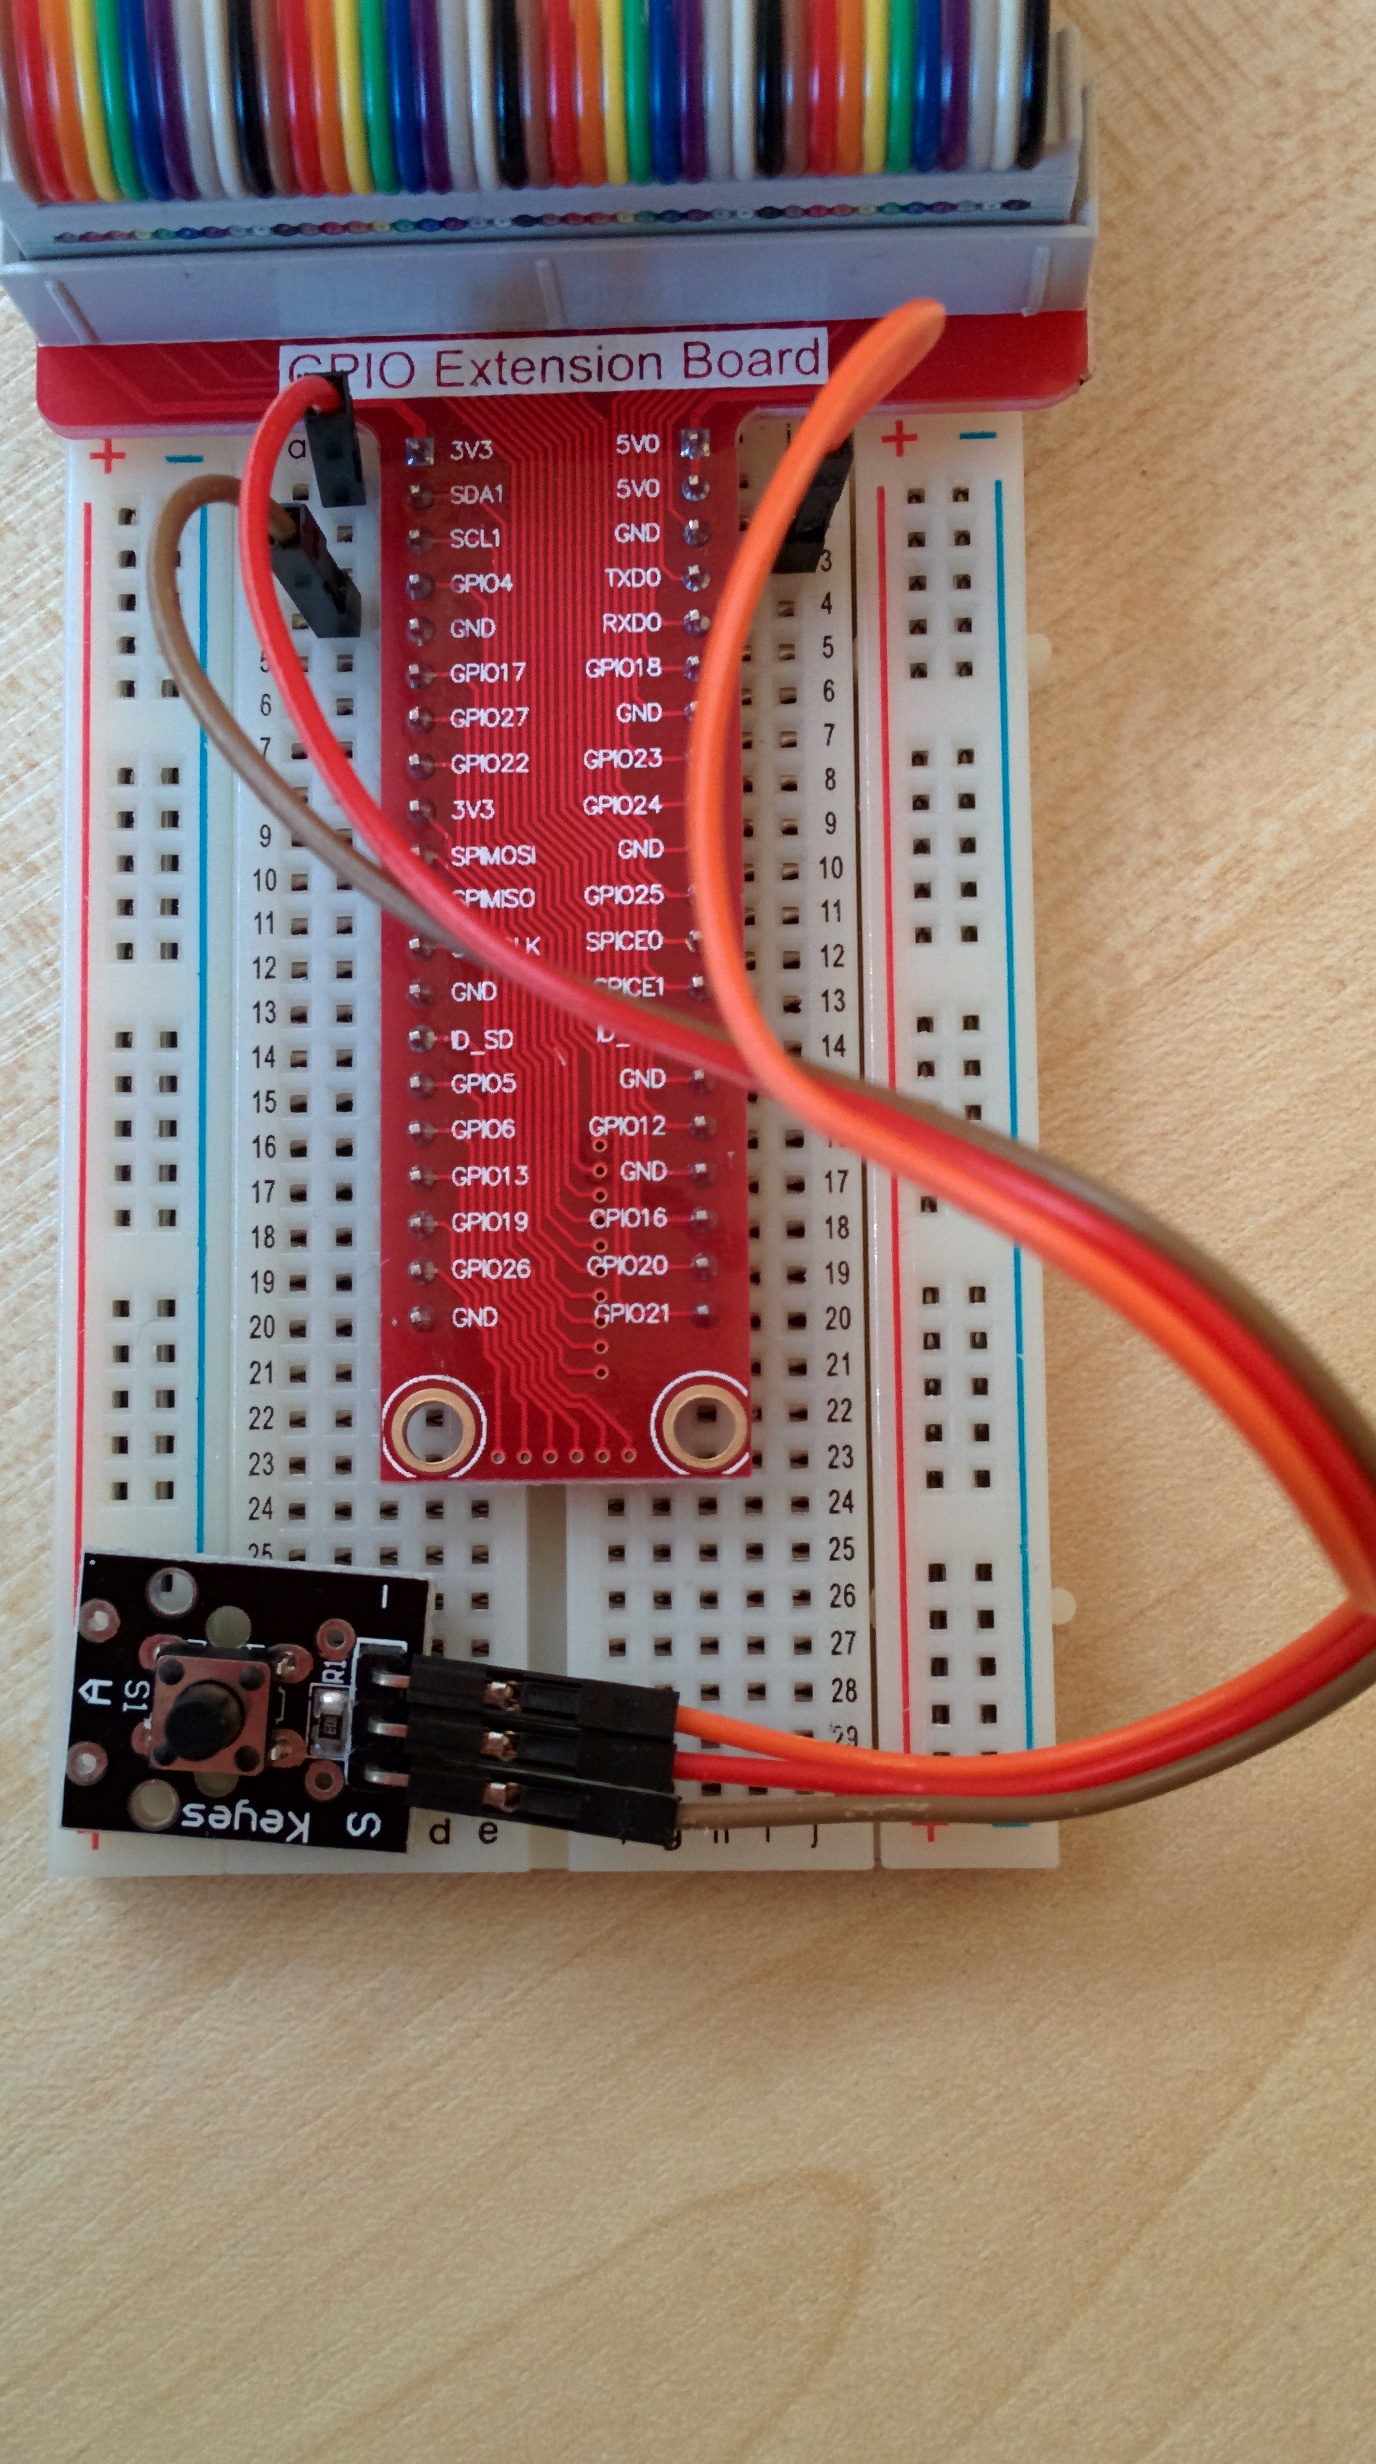 GPIO Extension Board
+ − a i + −
3V3 5V0
SDA1 5V0
SCL1 GND
3
GPIO4 TXD0 4
GND RXD0
5 GPIO17 GPIO18 5
6 GPIO27 GND 6
7 GPIO22 GPIO23 7
3V3 GPIO24 8
9 SPIMOSI GND 9
10 SPIMISO GPIO25 10
11 LK SPICE0 11
12 GND SPICE1 12
13 ID_SD ID_ 13
14 GPIO5 GND 14
15 GPIO6 GPIO12
16 GPIO13 GND
17 GPIO19 GPIO16 17
18 GPIO26 GPIO20 18
19 GND GPIO21 19
20 20
21 21
22 22
23 23
24 24
25 25
− 26
27
R1 28
A S1 29
Keyes S
+ d e g h i j + −